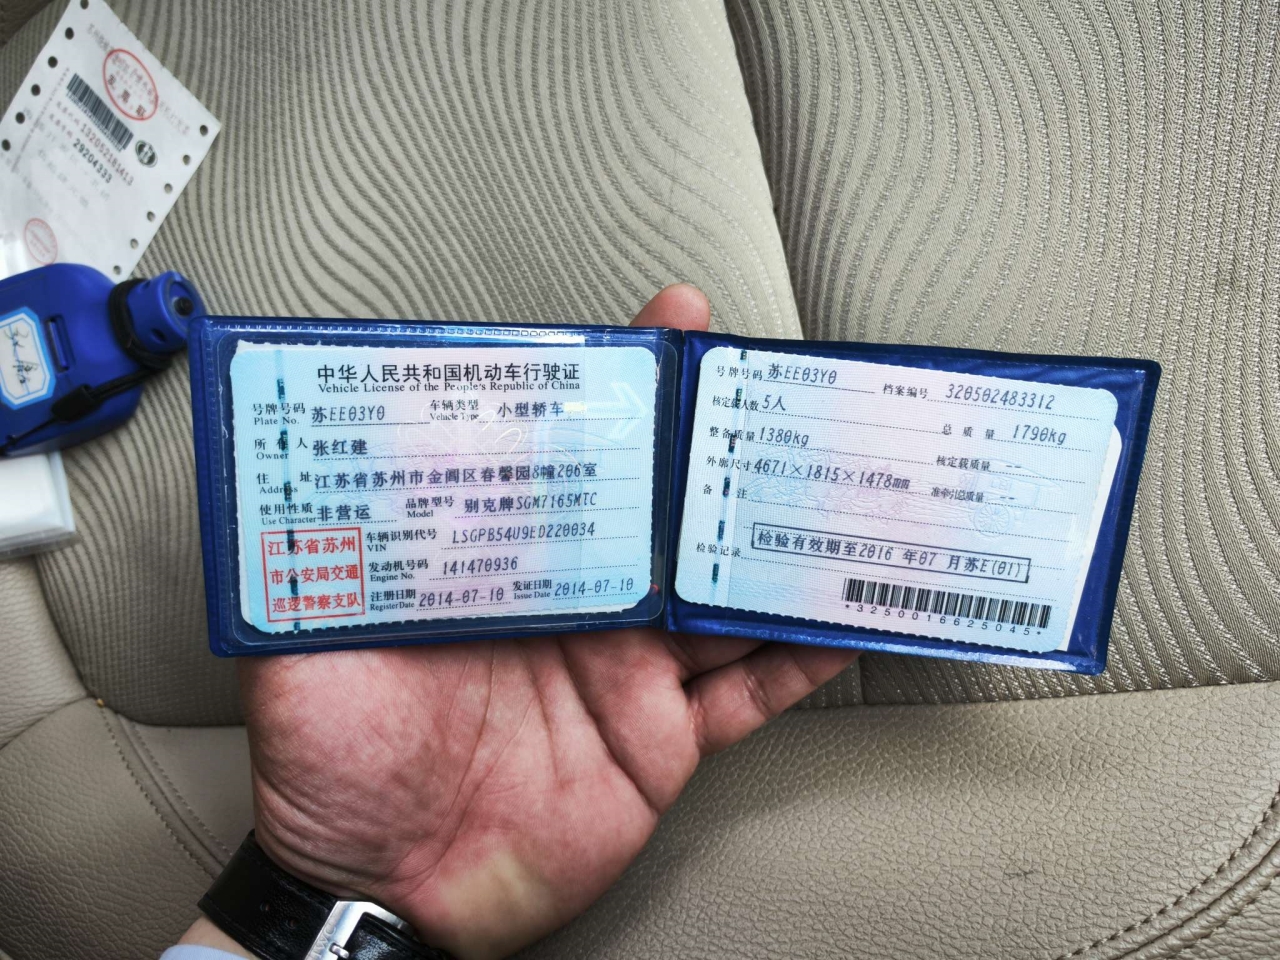 132052181413
29204333
中华人民共和国机动车行驶证
Vehicle License of the People's Republic of China
号牌号码 苏EE03Y0 车辆类型 小型轿车
Plate No. Vehicle Type
所有人 张红建
Owner
住址 江苏省苏州市金阊区春馨园8幢206室
Address
使用性质 非营运 品牌型号 别克牌SGM7165MTC
Use Character Model
江苏省苏州
市公安局交通
巡逻警察支队
车辆识别代号 LSGPB54U9ED220034
VIN
发动机号码 141470936
Engine No.
注册日期 2014-07-10 发证日期 2014-07-10
Register Date Issue Date
号牌号码 苏EE03Y0 档案编号 320502483312
核定载人数 5人 总质量 1790kg
整备质量 1380kg 核定载质量 --
外廓尺寸 4671×1815×1478 准牵引总质量 --
备注
检验记录 检验有效期至2016 年07 月苏E(01)
*3250016625045*